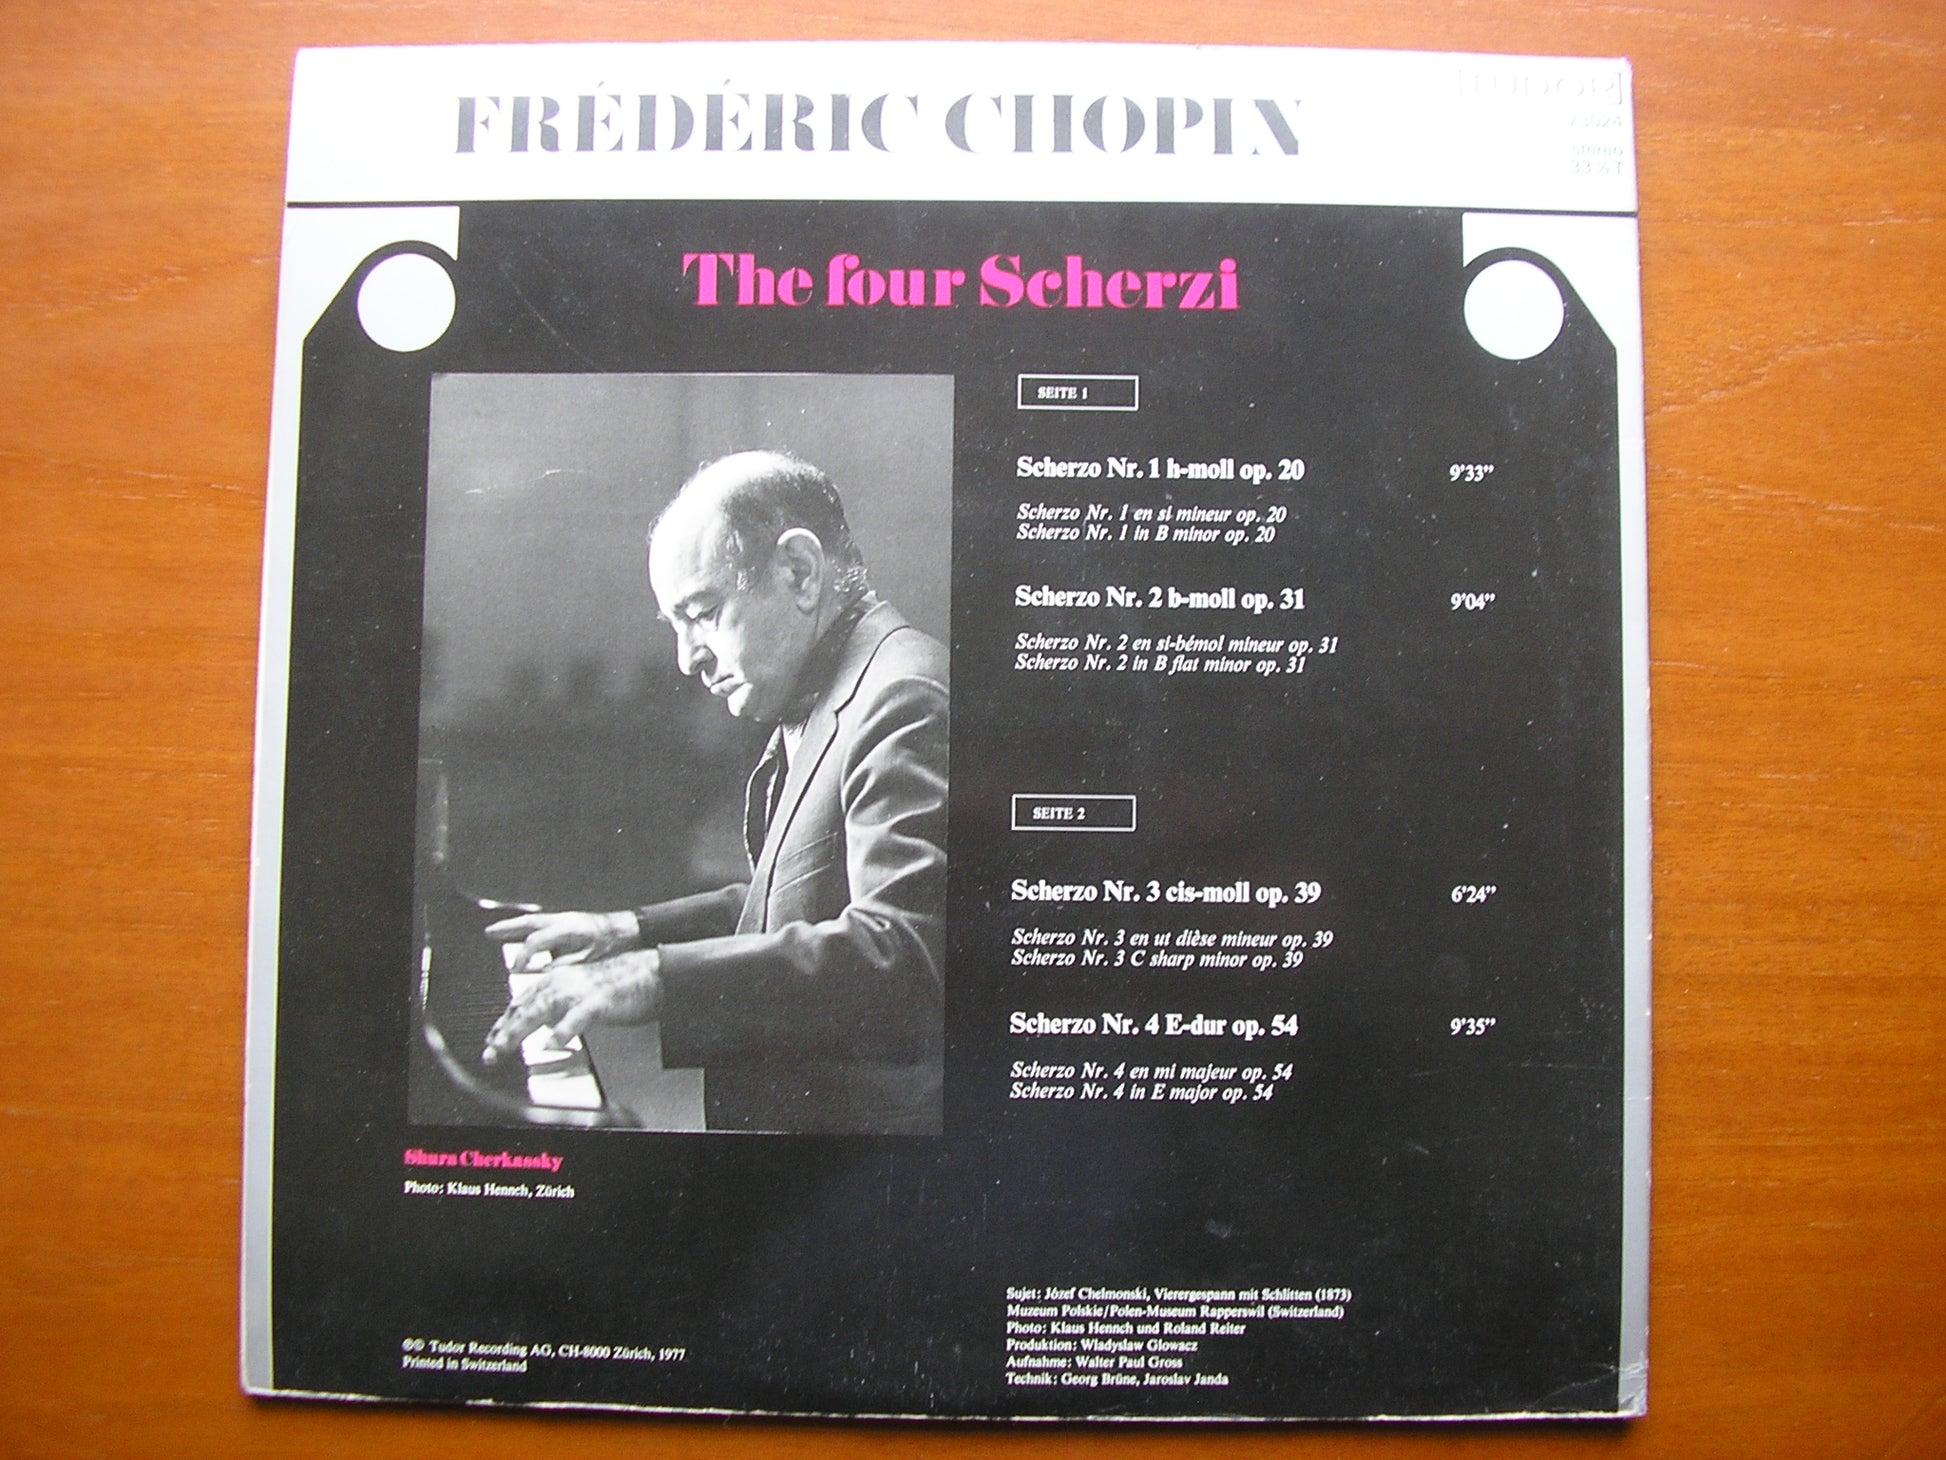 FRÉDÉRIC CHOPIN
TUDOR
73024
stereo
33⅓ T
The four Scherzi
SEITE 1
Scherzo Nr. 1 h-moll op. 20 9'33"
Scherzo Nr. 1 en si mineur op. 20
Scherzo Nr. 1 in B minor op. 20
Scherzo Nr. 2 b-moll op. 31 9'04"
Scherzo Nr. 2 en si-bémol mineur op. 31
Scherzo Nr. 2 in B flat minor op. 31
SEITE 2
Scherzo Nr. 3 cis-moll op. 39 6'24"
Scherzo Nr. 3 en ut dièse mineur op. 39
Scherzo Nr. 3 C sharp minor op. 39
Scherzo Nr. 4 E-dur op. 54 9'35"
Scherzo Nr. 4 en mi majeur op. 54
Scherzo Nr. 4 in E major op. 54
Shura Cherkassky
Photo: Klaus Hennch, Zürich
℗© Tudor Recording AG, CH-8000 Zürich, 1977
Printed in Switzerland
Sujet: Józef Chelmonski, Vierergespann mit Schlitten (1873)
Muzeum Polskie/Polen-Museum Rapperswil (Switzerland)
Photo: Klaus Hennch und Roland Reiter
Produktion: Wladyslaw Glowacz
Aufnahme: Walter Paul Gross
Technik: Georg Brüne, Jaroslav Janda